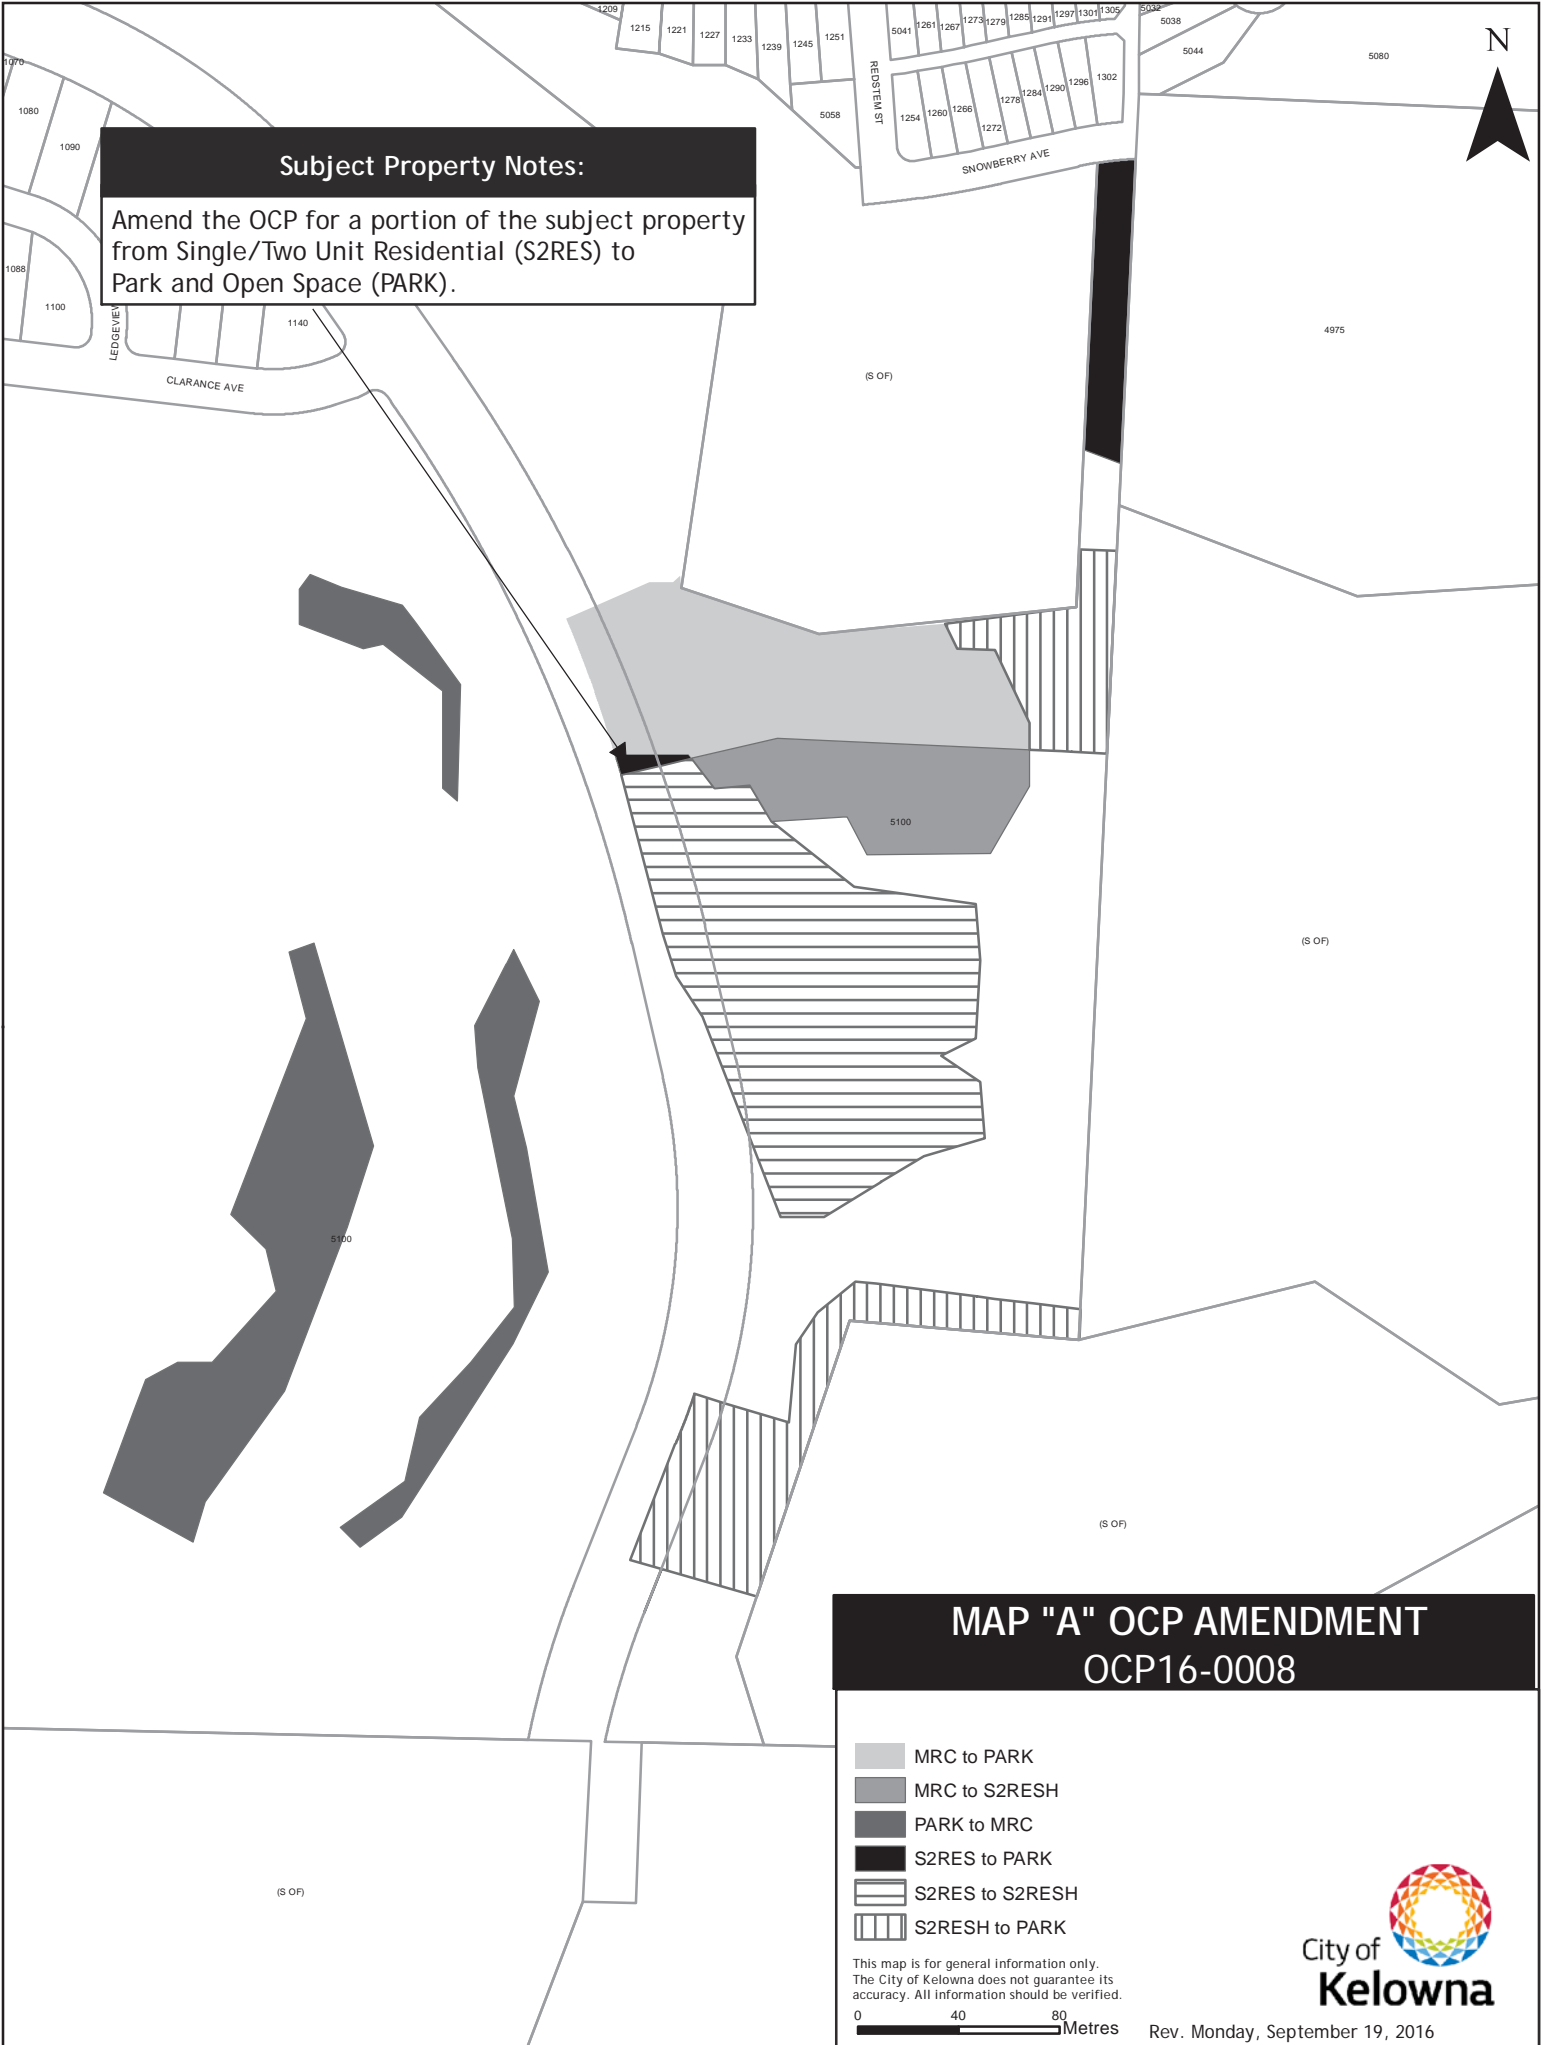 1209
1215
1221
1227
1233
1239
1245
1251
5058
REDSTEM ST
5041
1261
1267
1273
1279
1285
1291
1297
1301
1305
5032
5038
5044
5080
N
1254
1260
1266
1272
1278
1284
1290
1296
1302
SNOWBERRY AVE
1070
1080
1090
1088
1100
1140
LEDGEVIEW
CLARANCE AVE
Subject Property Notes:
Amend the OCP for a portion of the subject property
from Single/Two Unit Residential (S2RES) to
Park and Open Space (PARK).
4975
(S OF)
5100
(S OF)
5100
(S OF)
(S OF)
MAP "A" OCP AMENDMENT
OCP16-0008
MRC to PARK
MRC to S2RESH
PARK to MRC
S2RES to PARK
S2RES to S2RESH
S2RESH to PARK
This map is for general information only.
The City of Kelowna does not guarantee its
accuracy. All information should be verified.
0 40 80
Metres
City of
Kelowna
Rev. Monday, September 19, 2016